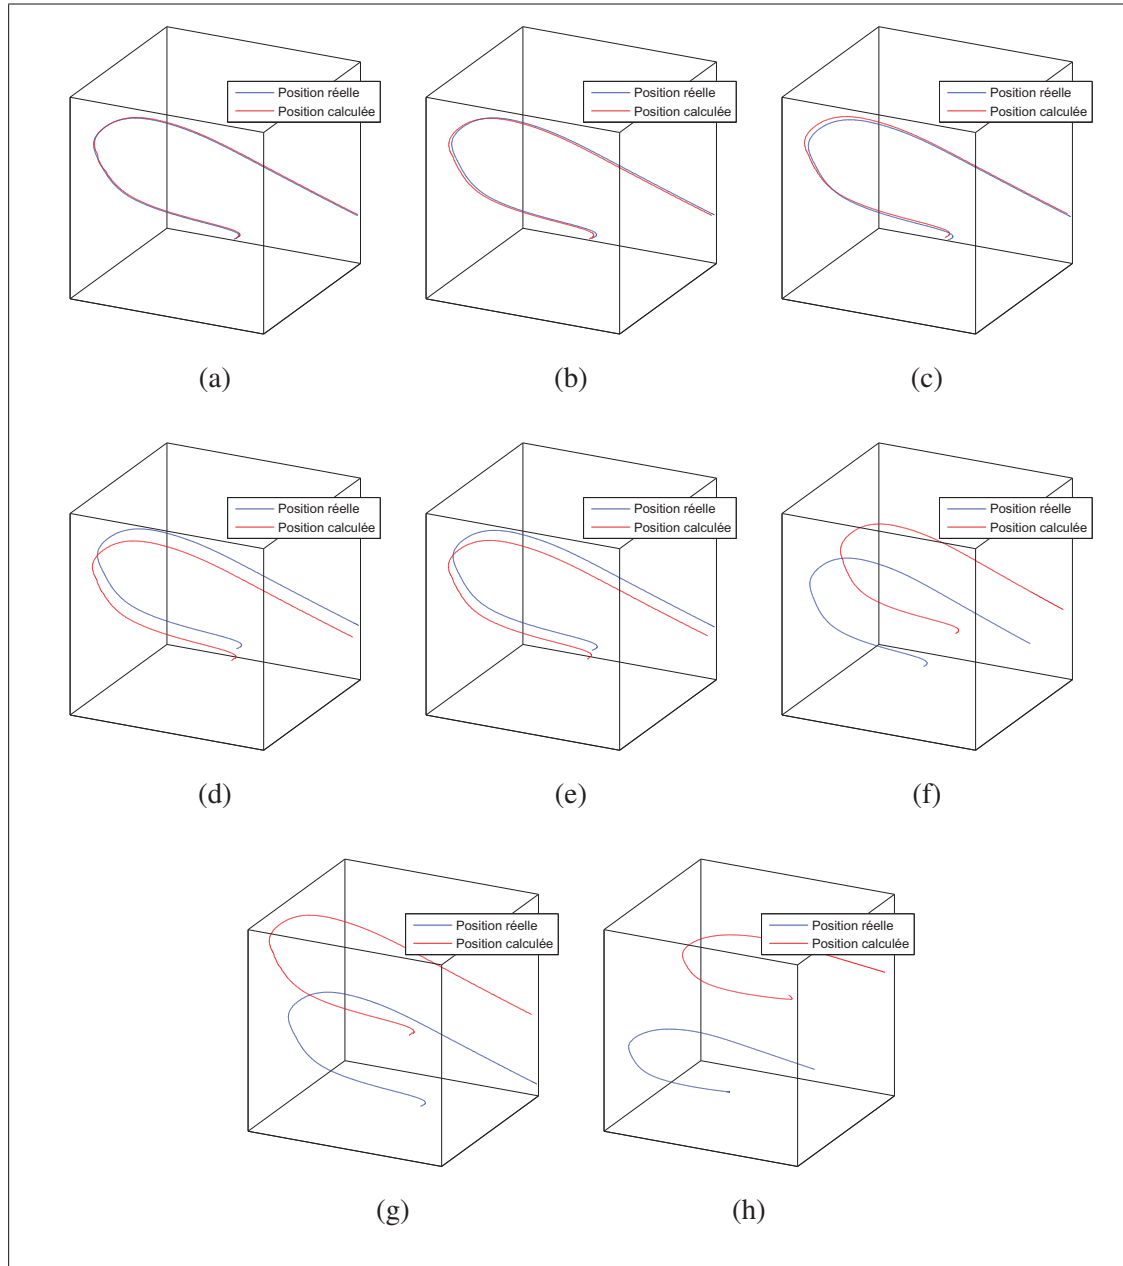 Position réelle
Position calculée
(a)
Position réelle
Position calculée
(b)
Position réelle
Position calculée
(c)
Position réelle
Position calculée
(d)
Position réelle
Position calculée
(e)
Position réelle
Position calculée
(f)
Position réelle
Position calculée
(g)
Position réelle
Position calculée
(h)